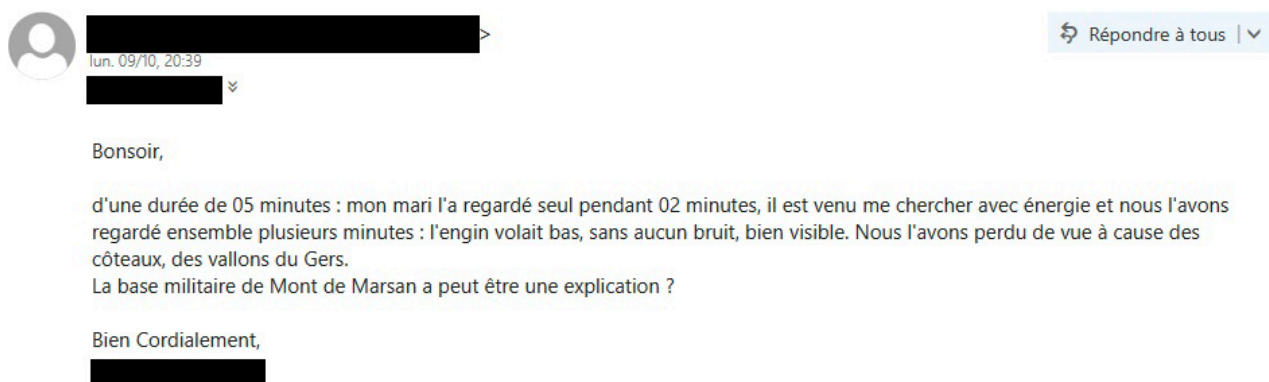 >
Répondre à tous
lun. 09/10, 20:39
Bonsoir,
d'une durée de 05 minutes : mon mari l'a regardé seul pendant 02 minutes, il est venu me chercher avec énergie et nous l'avons
regardé ensemble plusieurs minutes : l'engin volait bas, sans aucun bruit, bien visible. Nous l'avons perdu de vue à cause des
côteaux, des vallons du Gers.
La base militaire de Mont de Marsan a peut être une explication ?
Bien Cordialement,